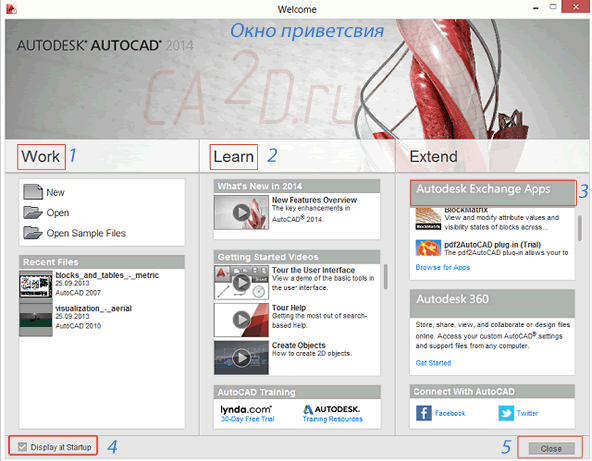 Welcome
Окно приветсвия
AUTODESK® AUTOCAD® 2014
CA2D.ru
Work 1
Learn 2
Extend
New
Open
Open Sample Files
Recent Files
blocks_and_tables_-_metric
25.09.2013
AutoCAD 2007
visualization_-_aerial
25.09.2013
AutoCAD 2010
What's New in 2014
New Features Overview
The key enhancements in
AutoCAD® 2014.
Getting Started Videos
Tour the User Interface
View a demo of the basic tools in
the user interface.
Tour Help
Getting the most out of search-
based help.
Create Objects
How to create 2D objects.
AutoCAD Training
lynda.com®
30-Day Free Trial
AUTODESK.
Training Resources
Autodesk Exchange Apps 3
BlockMatrix
BlockMatrix
View and modify attribute values and
visibility states of blocks across...
pdf2AutoCAD plug-in (Trial)
The pdf2AutoCAD plug-in allows your to
Browse for Apps
Autodesk 360
Store, share, view, and collaborate or design files
online. Access your custom AutoCAD® settings
and support files from any computer.
Get Started
Connect With AutoCAD
Facebook
Twitter
Display at Startup 4
5 Close